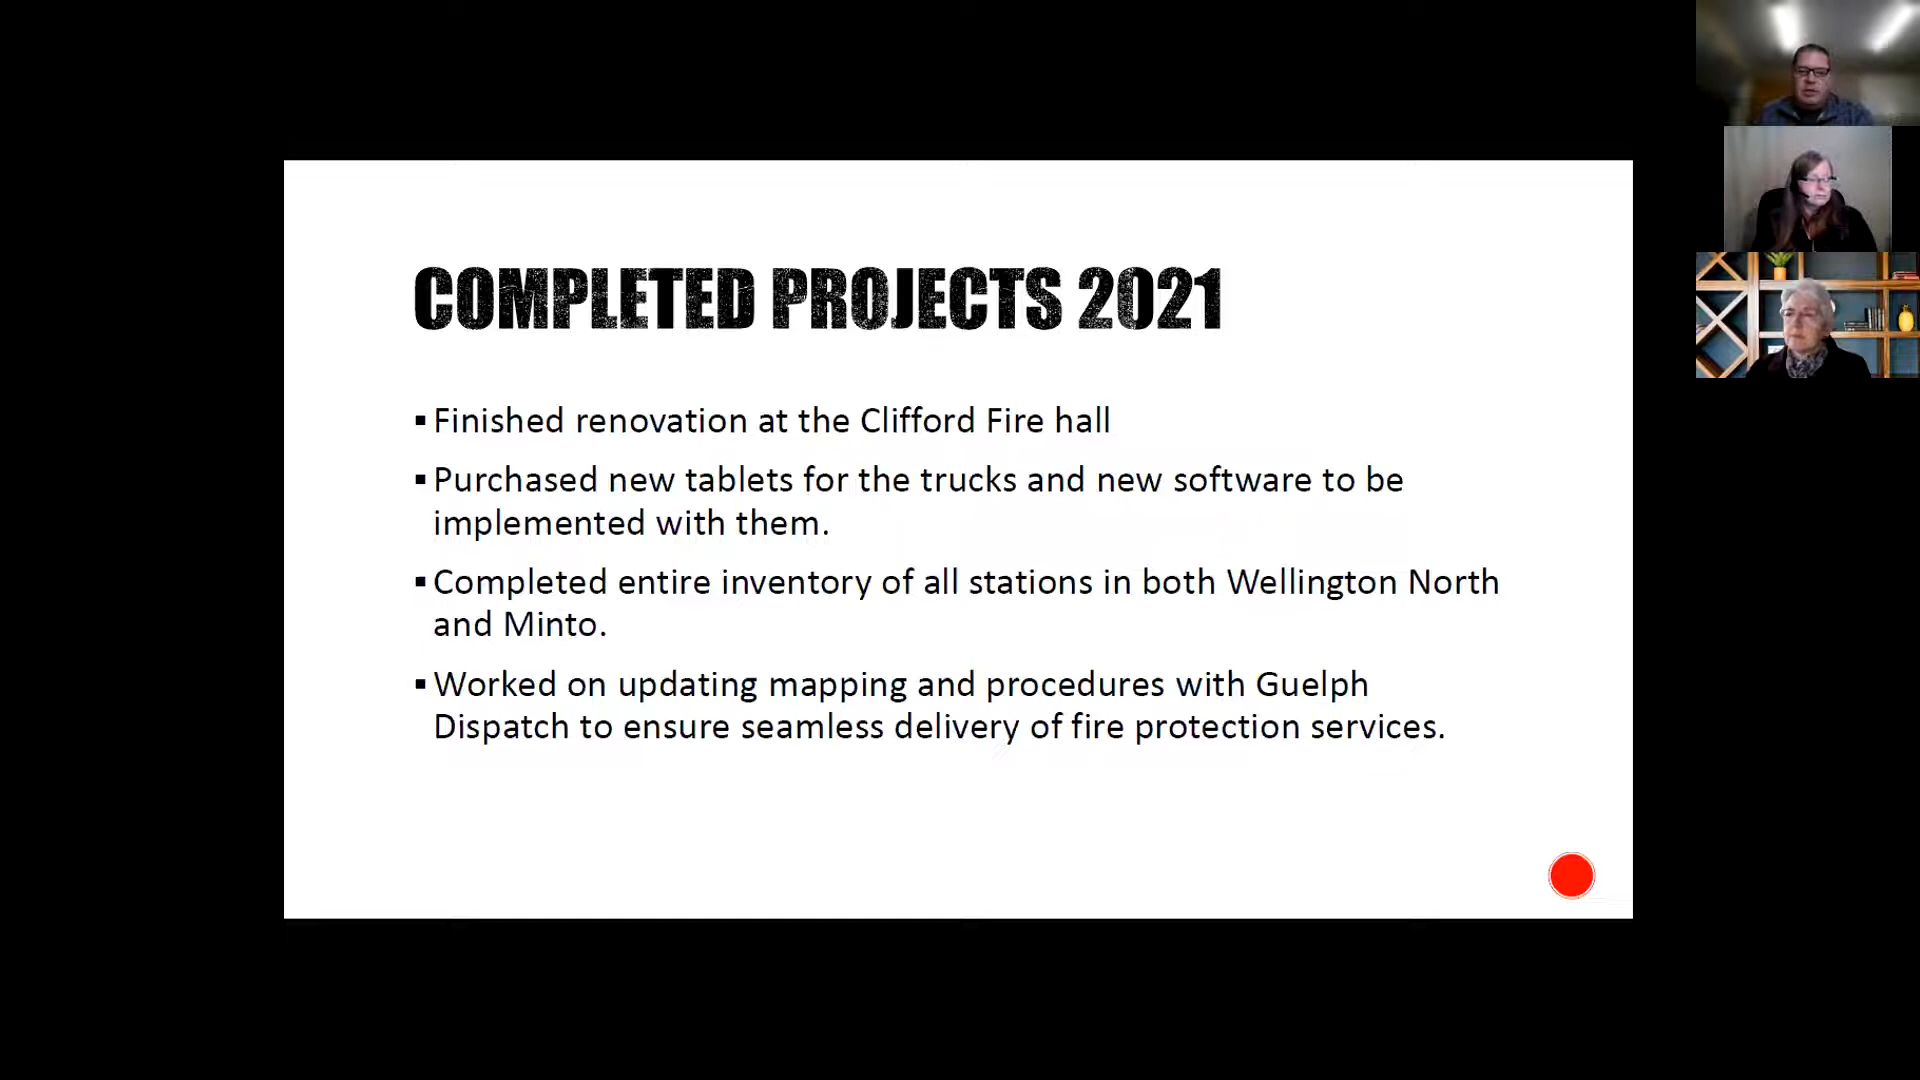 COMPLETED PROJECTS 2021
▪ Finished renovation at the Clifford Fire hall
▪ Purchased new tablets for the trucks and new software to be
implemented with them.
▪ Completed entire inventory of all stations in both Wellington North
and Minto.
▪ Worked on updating mapping and procedures with Guelph
Dispatch to ensure seamless delivery of fire protection services.